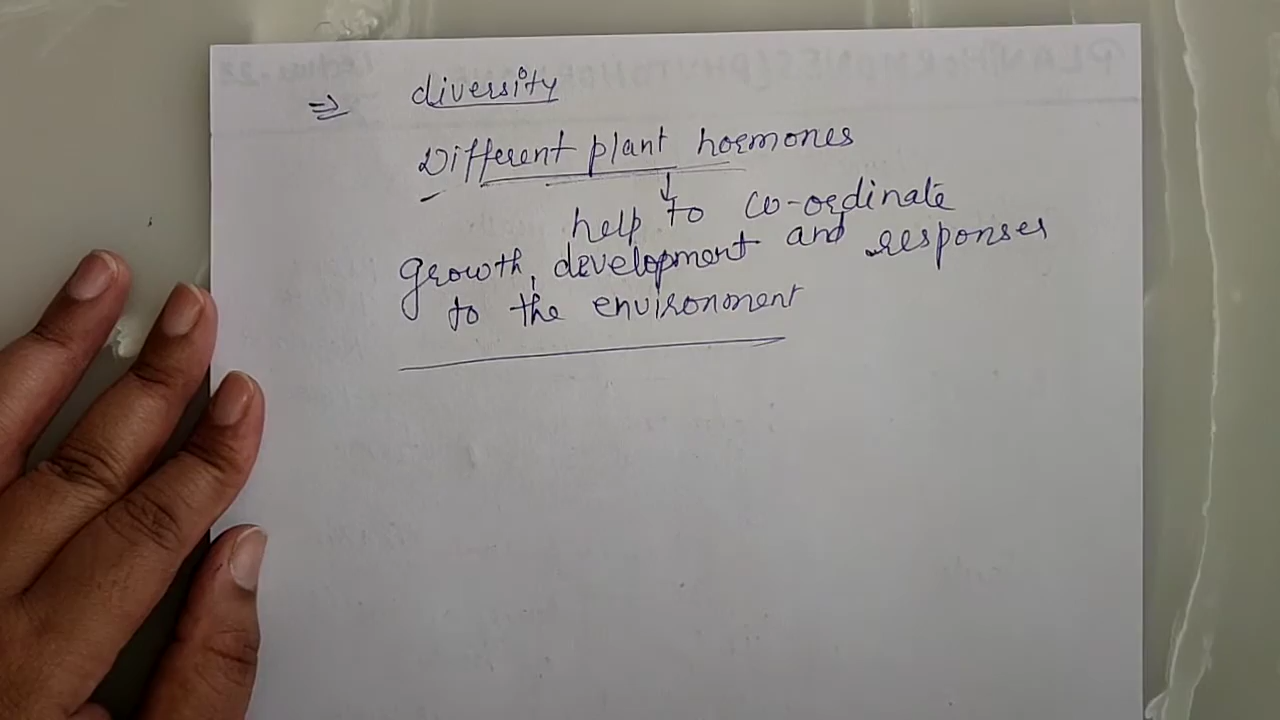 ⇒ diversity
Different plant hormones
↓
help to co-ordinate
growth, development and responses
to the environment